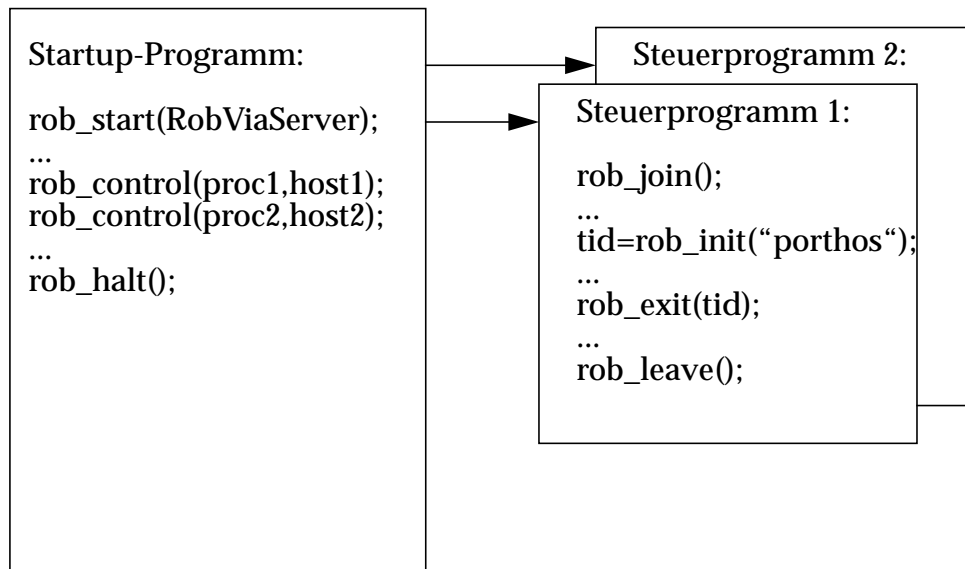 Startup-Programm:
rob_start(RobViaServer);
...
rob_control(proc1,host1);
rob_control(proc2,host2);
...
rob_halt();
Steuerprogramm 2:
Steuerprogramm 1:
rob_join();
...
tid=rob_init(“porthos“);
...
rob_exit(tid);
...
rob_leave();